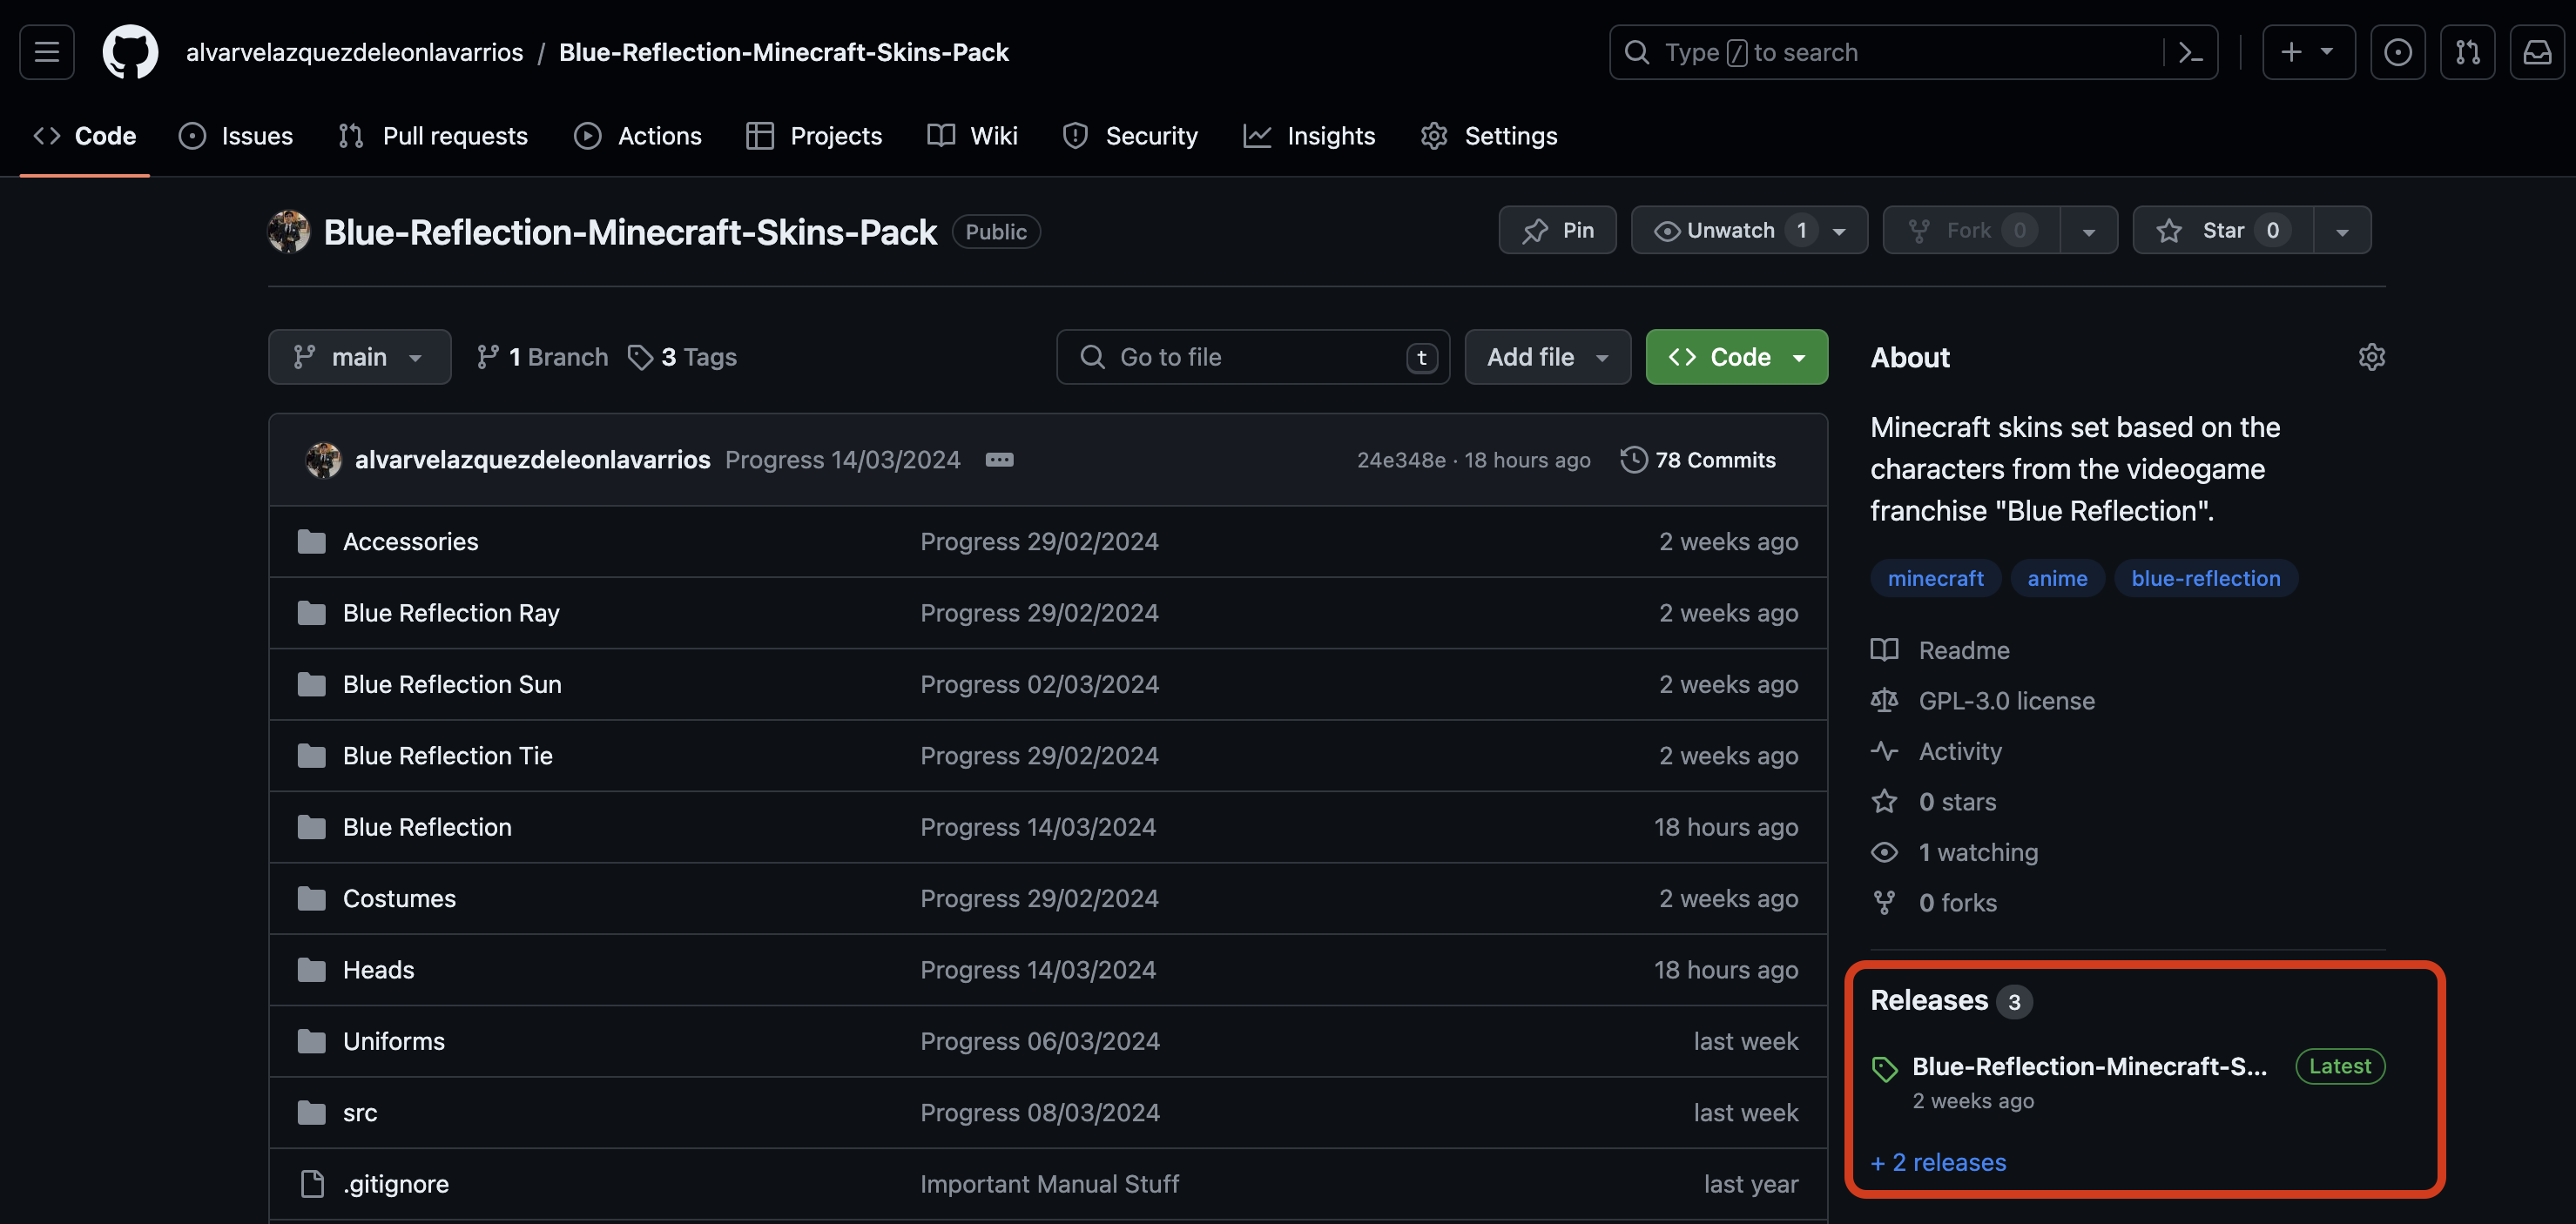 alvarvelazquezdeleonlavarrios / Blue-Reflection-Minecraft-Skins-Pack
Type / to search
Code Issues Pull requests Actions Projects Wiki Security Insights Settings
Blue-Reflection-Minecraft-Skins-Pack Public
Pin Unwatch 1 Fork 0 Star 0
main 1 Branch 3 Tags Go to file t Add file Code
alvarvelazquezdeleonlavarrios Progress 14/03/2024 24e348e · 18 hours ago 78 Commits
Accessories Progress 29/02/2024 2 weeks ago
Blue Reflection Ray Progress 29/02/2024 2 weeks ago
Blue Reflection Sun Progress 02/03/2024 2 weeks ago
Blue Reflection Tie Progress 29/02/2024 2 weeks ago
Blue Reflection Progress 14/03/2024 18 hours ago
Costumes Progress 29/02/2024 2 weeks ago
Heads Progress 14/03/2024 18 hours ago
Uniforms Progress 06/03/2024 last week
src Progress 08/03/2024 last week
.gitignore Important Manual Stuff last year
About
Minecraft skins set based on the
characters from the videogame
franchise "Blue Reflection".
minecraft anime blue-reflection
Readme
GPL-3.0 license
Activity
0 stars
1 watching
0 forks
Releases 3
Blue-Reflection-Minecraft-S... Latest
2 weeks ago
+ 2 releases